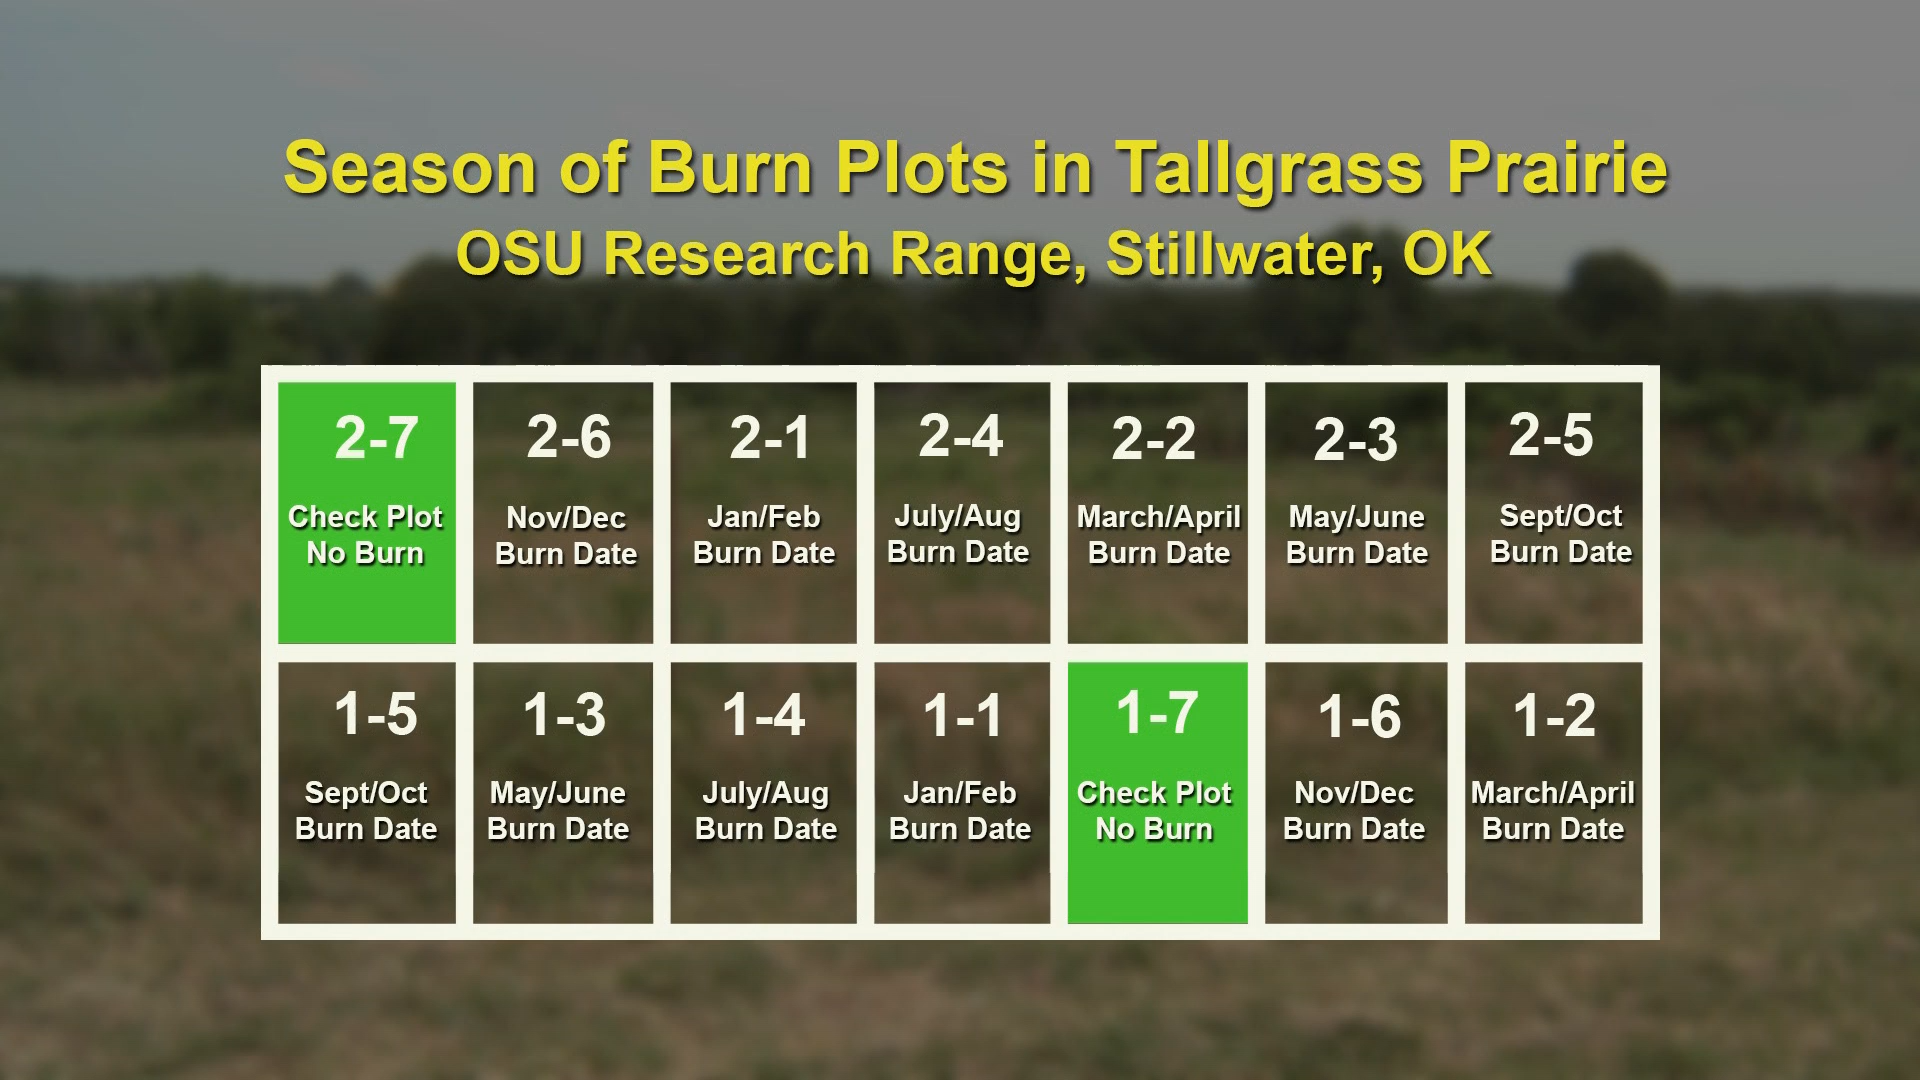 Season of Burn Plots in Tallgrass Prairie
OSU Research Range, Stillwater, OK
2-7
Check Plot
No Burn
2-6
Nov/Dec
Burn Date
2-1
Jan/Feb
Burn Date
2-4
July/Aug
Burn Date
2-2
March/April
Burn Date
2-3
May/June
Burn Date
2-5
Sept/Oct
Burn Date
1-5
Sept/Oct
Burn Date
1-3
May/June
Burn Date
1-4
July/Aug
Burn Date
1-1
Jan/Feb
Burn Date
1-7
Check Plot
No Burn
1-6
Nov/Dec
Burn Date
1-2
March/April
Burn Date